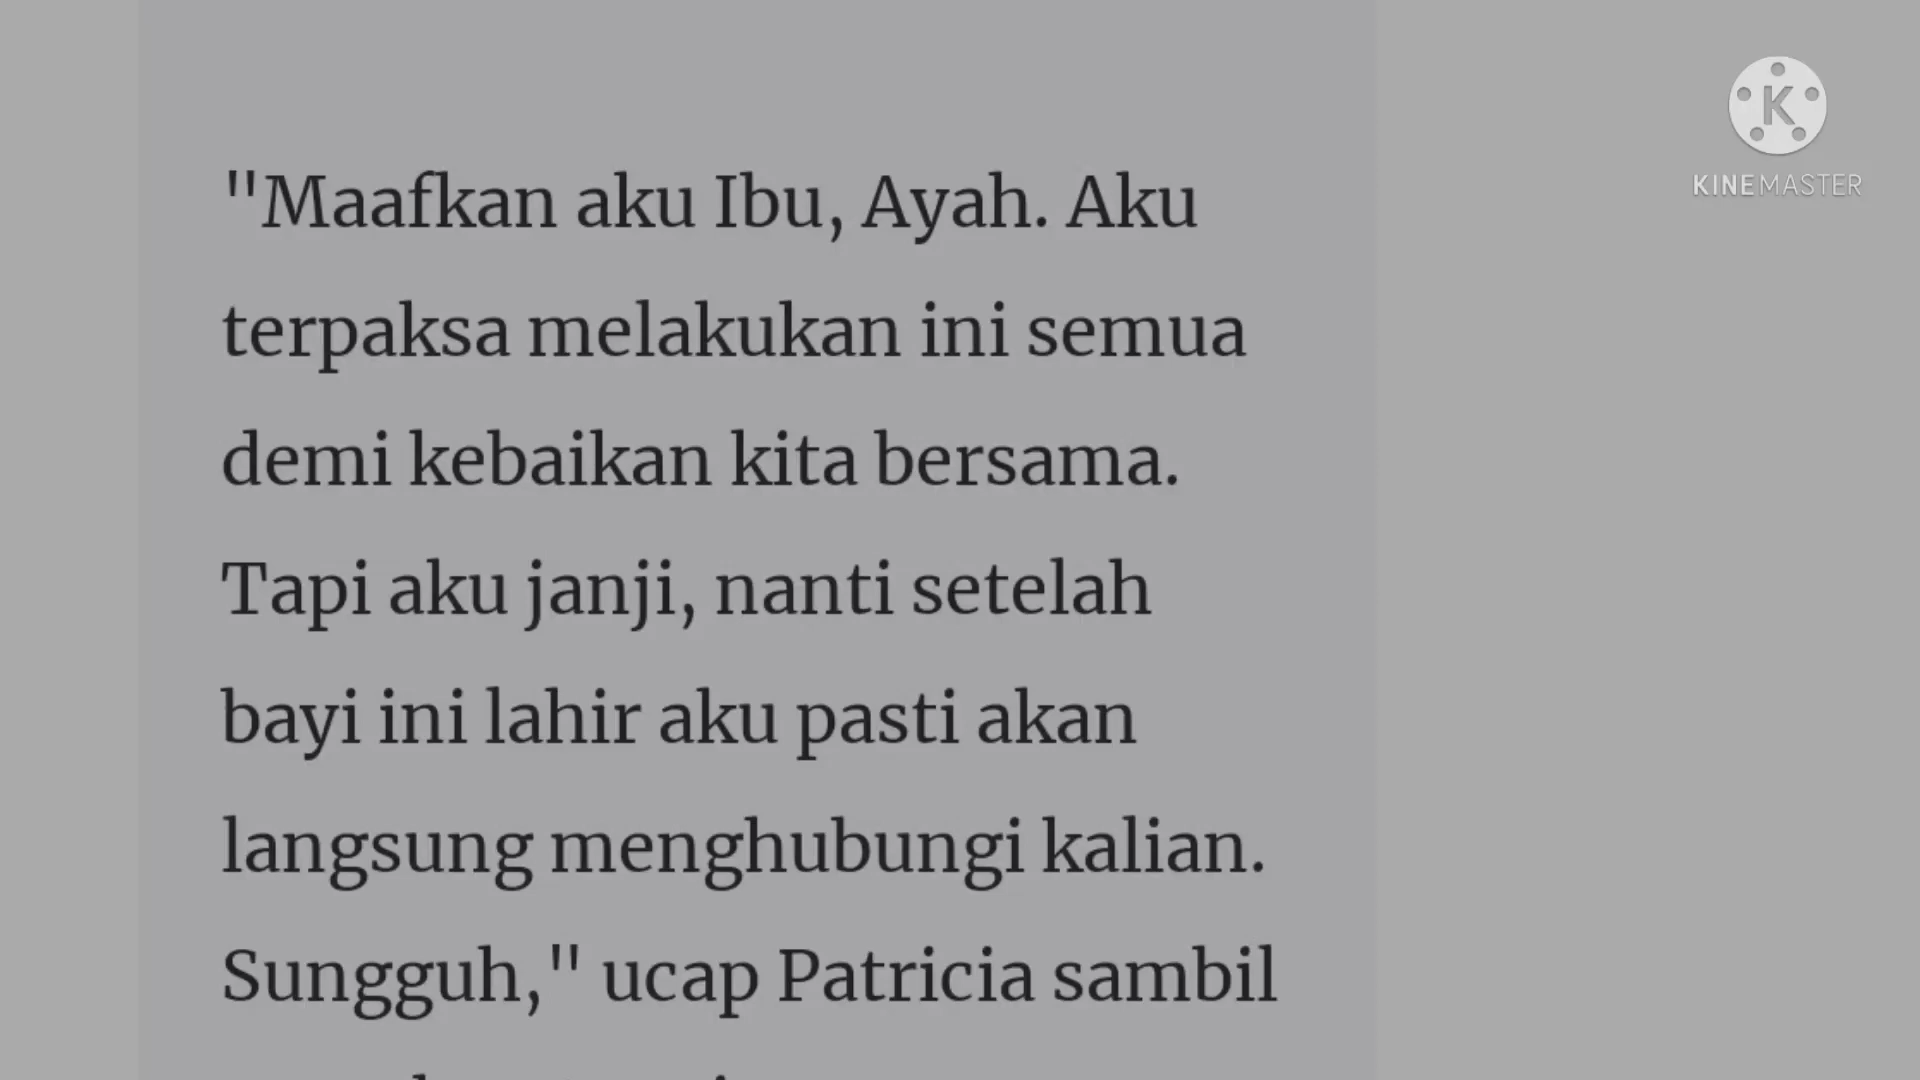 "Maafkan aku Ibu, Ayah. Aku
terpaksa melakukan ini semua
demi kebaikan kita bersama.
Tapi aku janji, nanti setelah
bayi ini lahir aku pasti akan
langsung menghubungi kalian.
Sungguh," ucap Patricia sambil
K
KINEMASTER